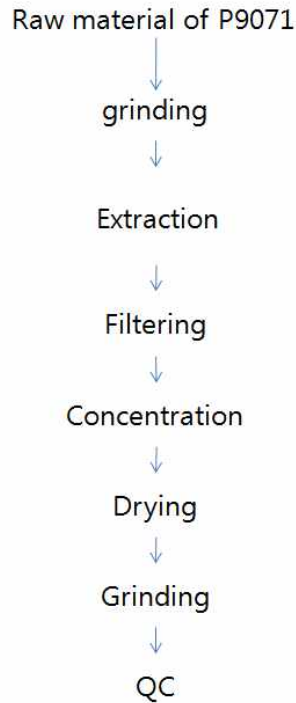 Raw material of P9071
grinding
Extraction
Filtering
Concentration
Drying
Grinding
QC